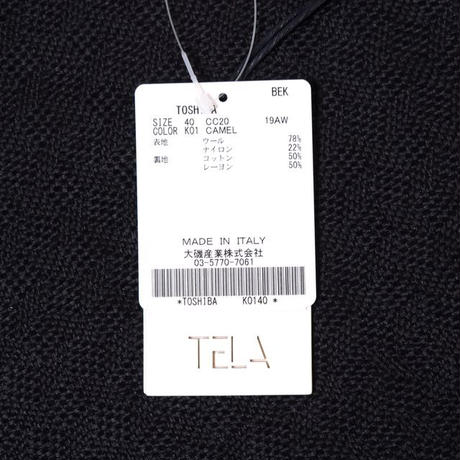 BEK
TOSHIBA
SIZE 40 CC20 19AW
COLOR K01 CAMEL
表地 ウール 78%
ナイロン 22%
裏地 コットン 50%
レーヨン 50%
MADE IN ITALY
大磯産業株式会社
03-5770-7061
*TOSHIBA K0140 *
TELA